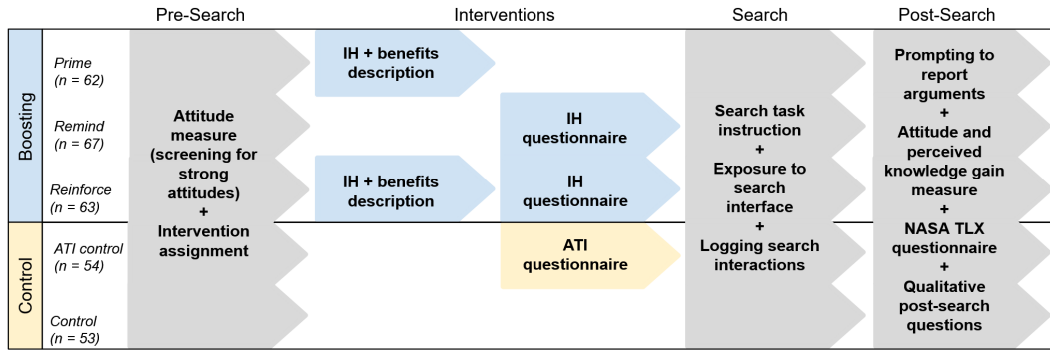 Pre-Search
Interventions
Search
Post-Search
Boosting
Prime
(n = 62)
Remind
(n = 67)
Reinforce
(n = 63)
Control
ATI control
(n = 54)
Control
(n = 53)
Attitude
measure
(screening for
strong
attitudes)
+
Intervention
assignment
IH + benefits
description
IH
questionnaire
IH + benefits
description
IH
questionnaire
ATI
questionnaire
Search task
instruction
+
Exposure to
search
interface
+
Logging search
interactions
Prompting to
report
arguments
+
Attitude and
perceived
knowledge gain
measure
+
NASA TLX
questionnaire
+
Qualitative
post-search
questions